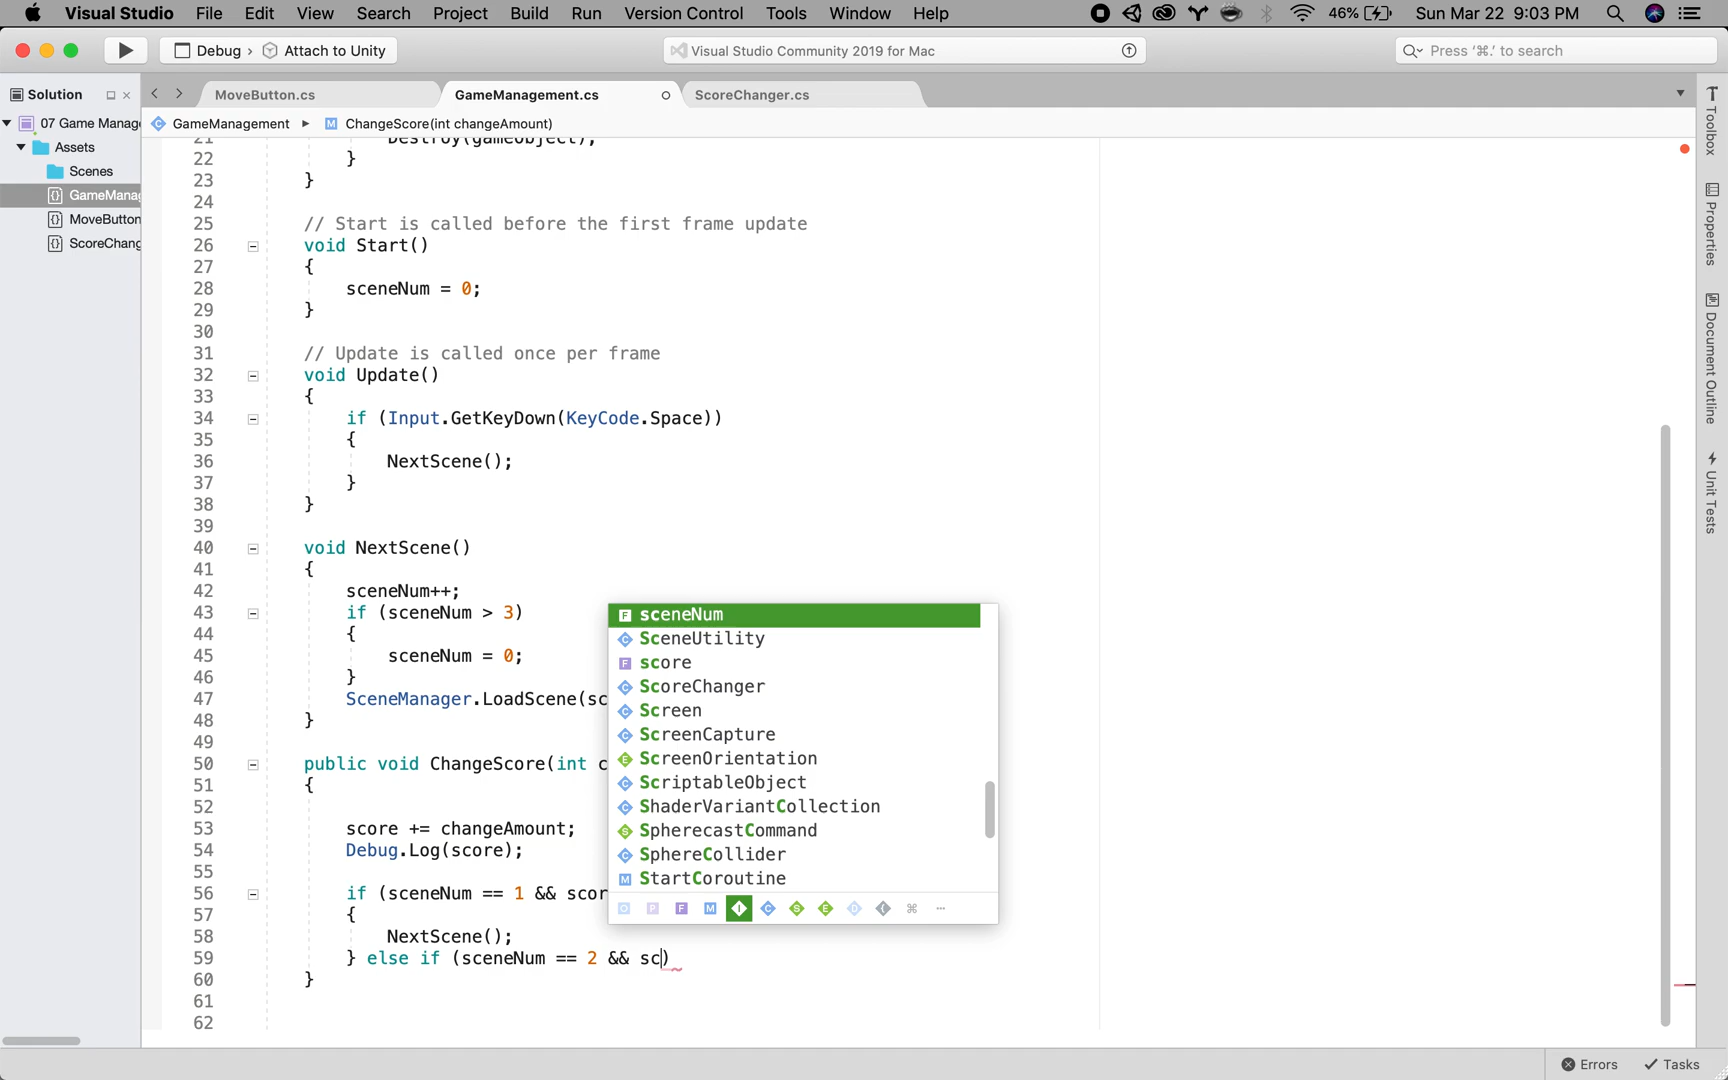 Visual Studio File Edit View Search Project Build Run Version Control Tools Window Help 46% Sun Mar 22 9:03 PM
Debug › Attach to Unity Visual Studio Community 2019 for Mac Press '⌘.' to search
Solution MoveButton.cs GameManagement.cs ScoreChanger.cs
07 Game Manag GameManagement ▸ ChangeScore(int changeAmount)
Assets
Scenes
GameManag
MoveButton
ScoreChang
21 Destroy(gameObject);
22 }
23 }
24
25 // Start is called before the first frame update
26 void Start()
27 {
28 sceneNum = 0;
29 }
30
31 // Update is called once per frame
32 void Update()
33 {
34 if (Input.GetKeyDown(KeyCode.Space))
35 {
36 NextScene();
37 }
38 }
39
40 void NextScene()
41 {
42 sceneNum++;
43 if (sceneNum > 3)
44 {
45 sceneNum = 0;
46 }
47 SceneManager.LoadScene(sc
48 }
49
50 public void ChangeScore(int c
51 {
52
53 score += changeAmount;
54 Debug.Log(score);
55
56 if (sceneNum == 1 && scor
57 {
58 NextScene();
59 } else if (sceneNum == 2 && sc)
60 }
61
62
sceneNum
SceneUtility
score
ScoreChanger
Screen
ScreenCapture
ScreenOrientation
ScriptableObject
ShaderVariantCollection
SpherecastCommand
SphereCollider
StartCoroutine
Toolbox
Properties
Document Outline
Unit Tests
Errors Tasks